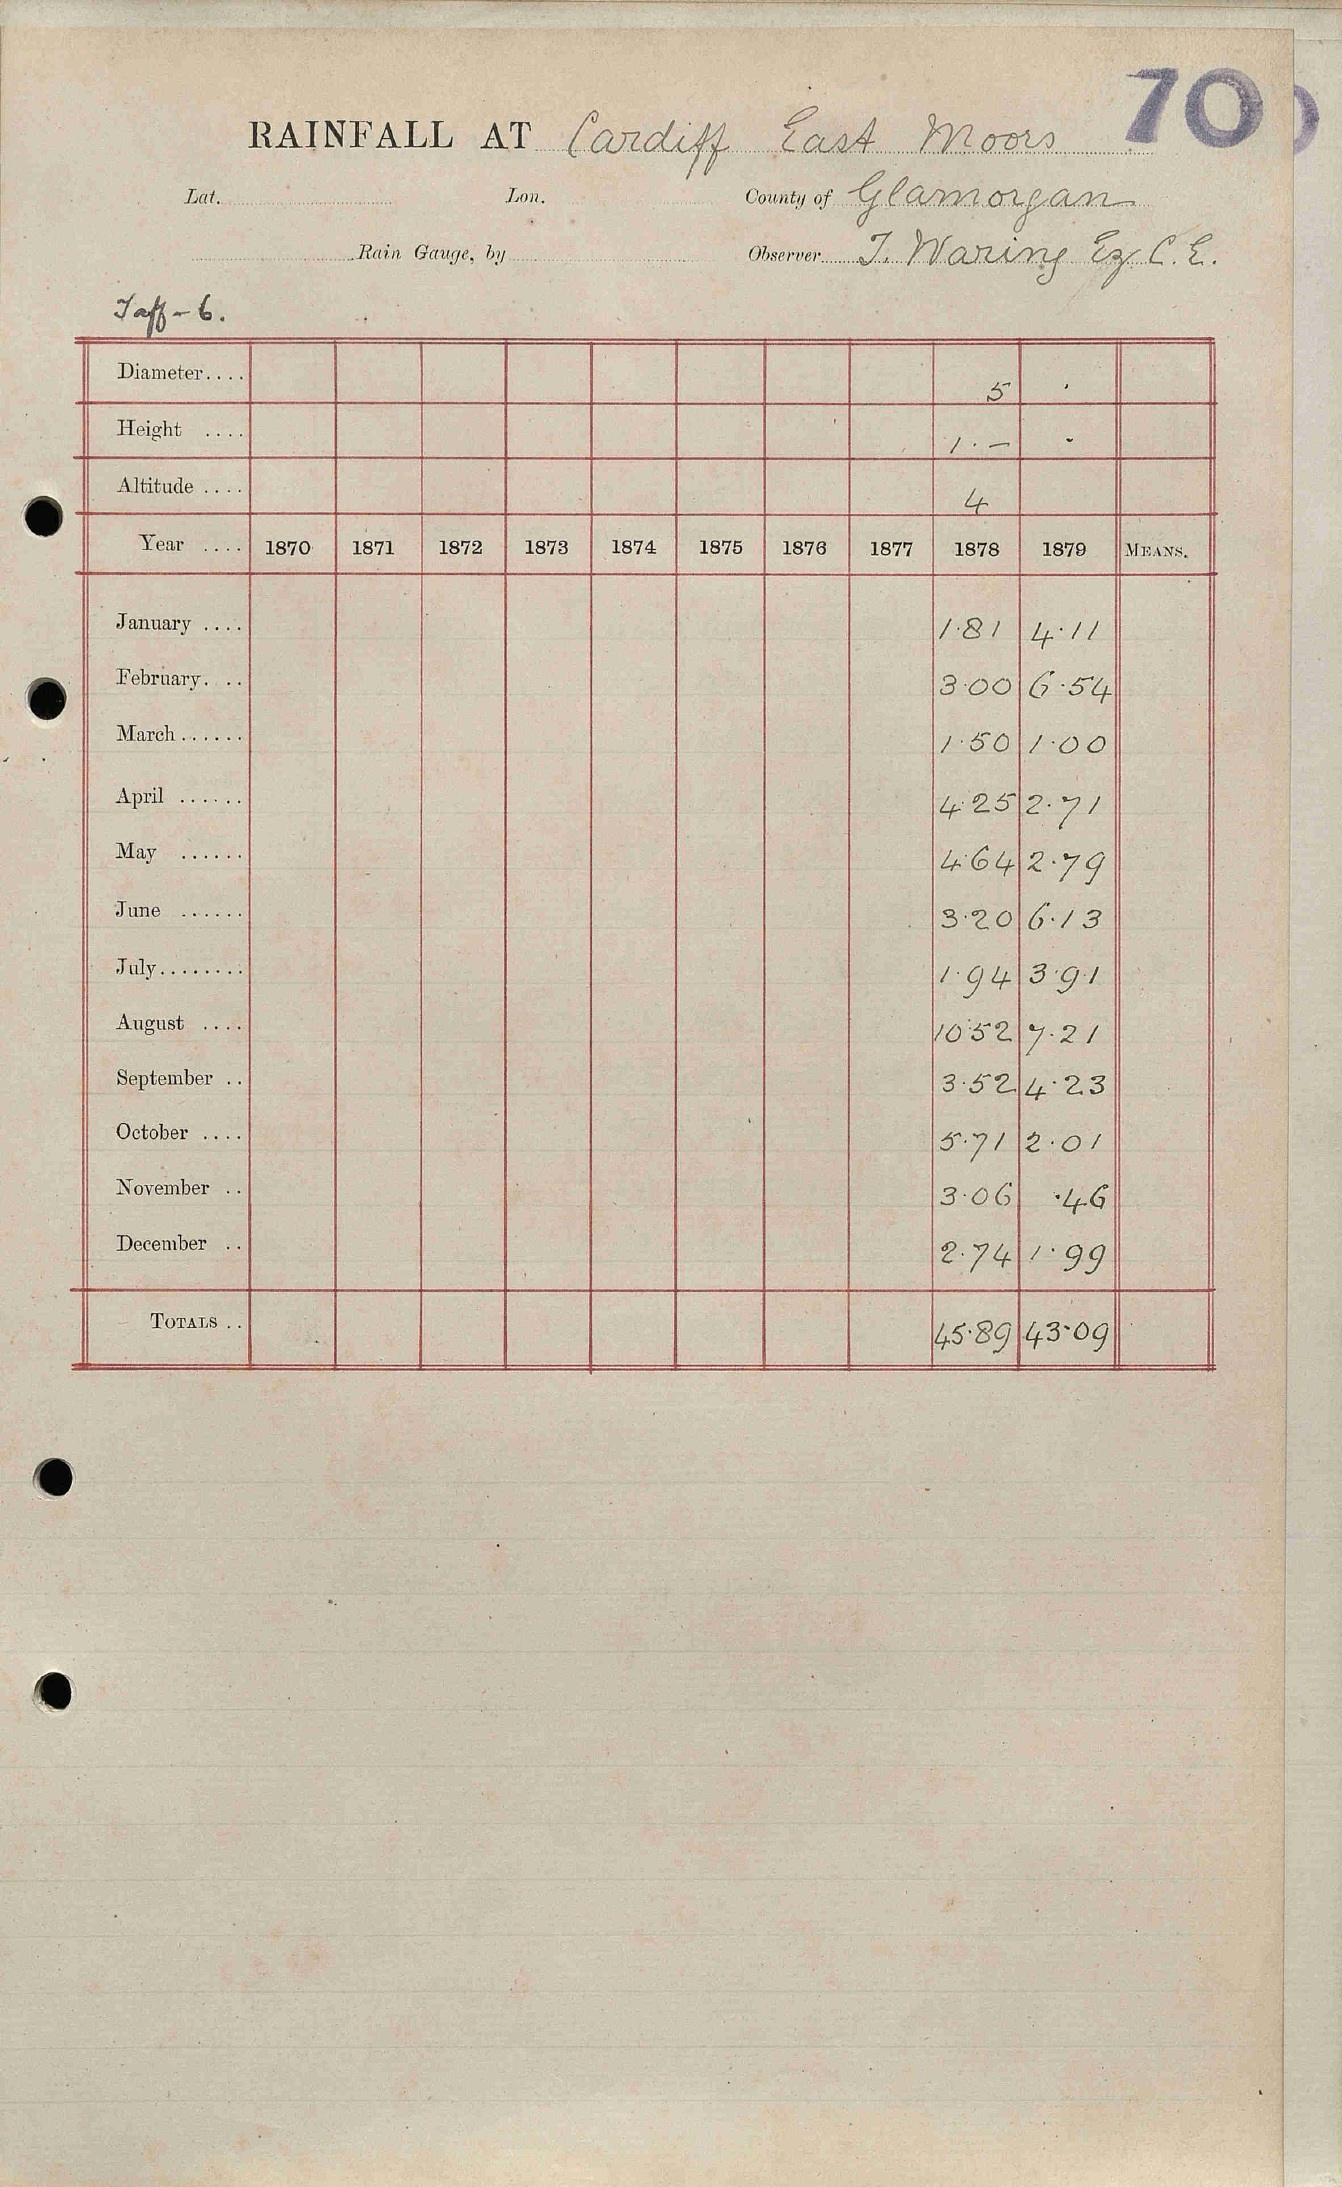 70
RAINFALL AT Cardiff East Moors
Lat. Lon. County of Glamorgan
Rain Gauge, by Observer T. Waring Ez C.E.
Taff - 6.
Diameter.... 5 ·
Height .... 1 · — ·
Altitude .... 4
Year .... 1870 1871 1872 1873 1874 1875 1876 1877 1878 1879 MEANS.
January .... 1·81 4·11
February. .. 3·00 6·54
March...... 1·50 1·00
April ...... 4·25 2·71
May ...... 4·64 2·79
June ...... 3·20 6·13
July........ 1·94 3·91
August .... 10·52 7·21
September .. 3·52 4·23
October .... 5·71 2·01
November .. 3·06 ·46
December .. 2·74 1·99
TOTALS .. 45·89 43·09